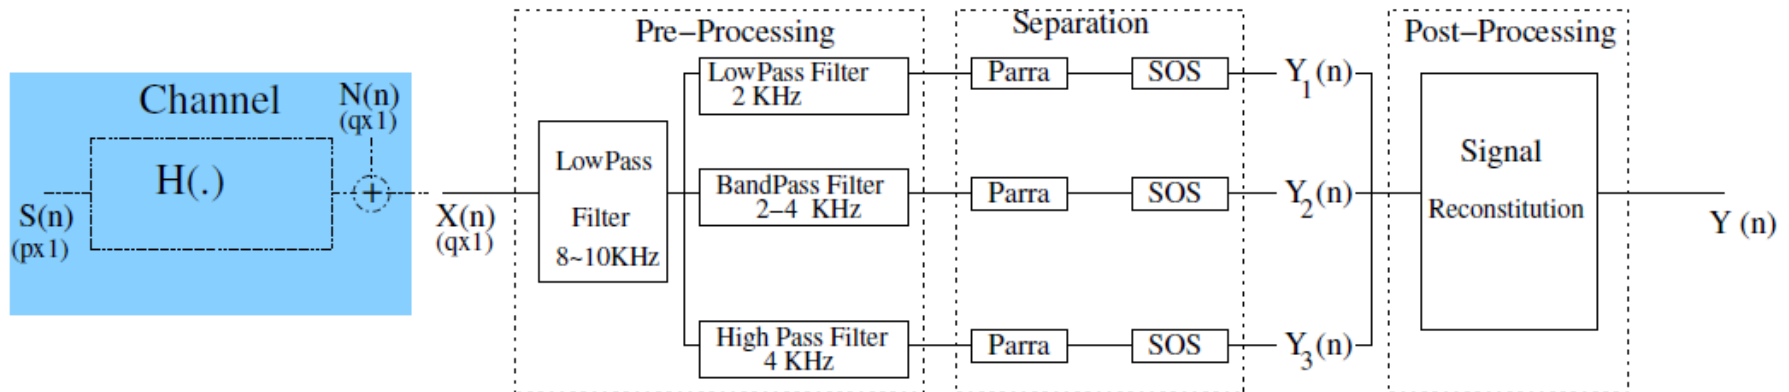 Channel
N(n)
(qx1)
H(.)
+
S(n)
(px1)
X(n)
(qx1)
Pre-Processing
LowPass
Filter
8~10KHz
LowPass Filter
2 KHz
BandPass Filter
2-4 KHz
High Pass Filter
4 KHz
Separation
Parra
SOS
Y1(n)
Parra
SOS
Y2(n)
Parra
SOS
Y3(n)
Post-Processing
Signal
Reconstitution
Y (n)